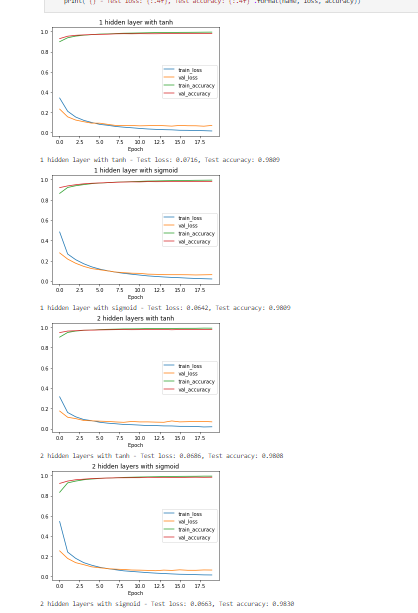 print( {} - Test loss: {:.4f}, Test accuracy: {:.4f} .format(name, loss, accuracy))
1 hidden layer with tanh
1.0
0.8
0.6
0.4
0.2
0.0
train_loss
val_loss
train_accuracy
val_accuracy
0.0 2.5 5.0 7.5 10.0 12.5 15.0 17.5
Epoch
1 hidden layer with tanh - Test loss: 0.0716, Test accuracy: 0.9809
1 hidden layer with sigmoid
1.0
0.8
0.6
0.4
0.2
0.0
train_loss
val_loss
train_accuracy
val_accuracy
0.0 2.5 5.0 7.5 10.0 12.5 15.0 17.5
Epoch
1 hidden layer with sigmoid - Test loss: 0.0642, Test accuracy: 0.9809
2 hidden layers with tanh
1.0
0.8
0.6
0.4
0.2
0.0
train_loss
val_loss
train_accuracy
val_accuracy
0.0 2.5 5.0 7.5 10.0 12.5 15.0 17.5
Epoch
2 hidden layers with tanh - Test loss: 0.0686, Test accuracy: 0.9808
2 hidden layers with sigmoid
1.0
0.8
0.6
0.4
0.2
0.0
train_loss
val_loss
train_accuracy
val_accuracy
0.0 2.5 5.0 7.5 10.0 12.5 15.0 17.5
Epoch
2 hidden layers with sigmoid - Test loss: 0.0663, Test accuracy: 0.9830